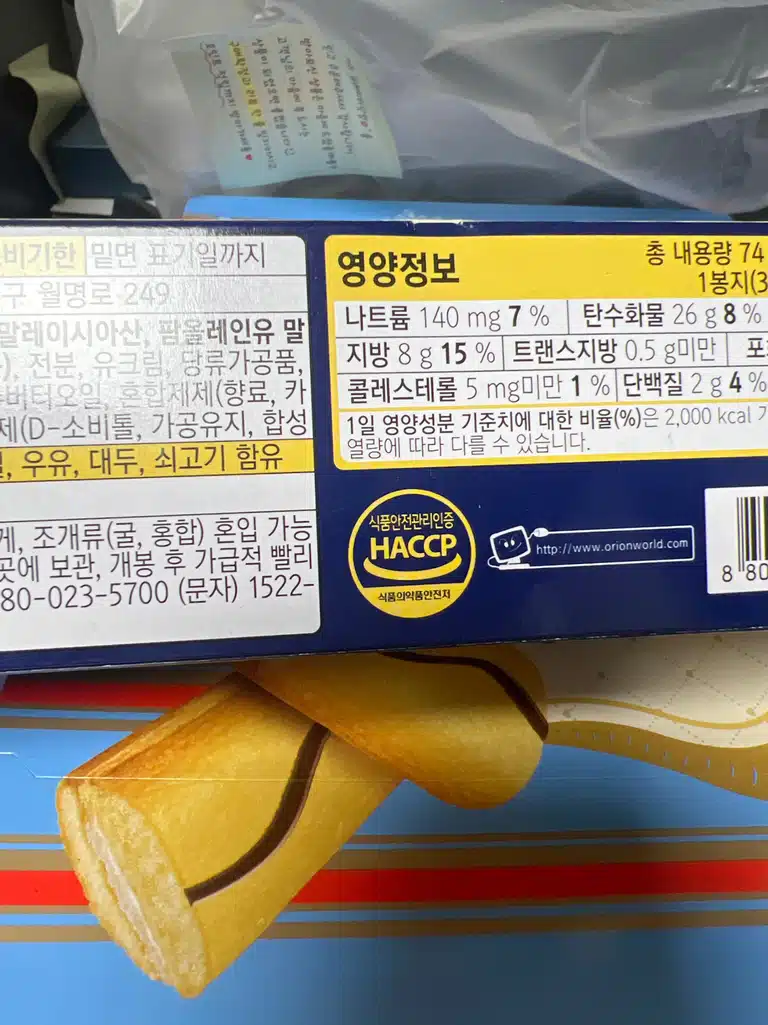 비기한 밑면 표기일까지
구 월명로 249
말레이시아산, 팜올레인유 말
전분, 유크림, 당류가공품,
혼합제제(향료, 카
제(D-소비톨, 가공유지, 합성
우유, 대두, 쇠고기 함유
게, 조개류(굴, 홍합) 혼입 가능
곳에 보관, 개봉 후 가급적 빨리
80-023-5700 (문자) 1522-
영양정보
총 내용량 74
1봉지(3
나트륨 140 mg 7 % 탄수화물 26 g 8 %
지방 8 g 15 % 트랜스지방 0.5 g미만 포
콜레스테롤 5 mg미만 1 % 단백질 2 g 4 %
1일 영양성분 기준치에 대한 비율(%)은 2,000 kcal
열량에 따라 다를 수 있습니다.
식품안전관리인증
HACCP
식품의약품안전처
http://www.orionworld.com
8 80